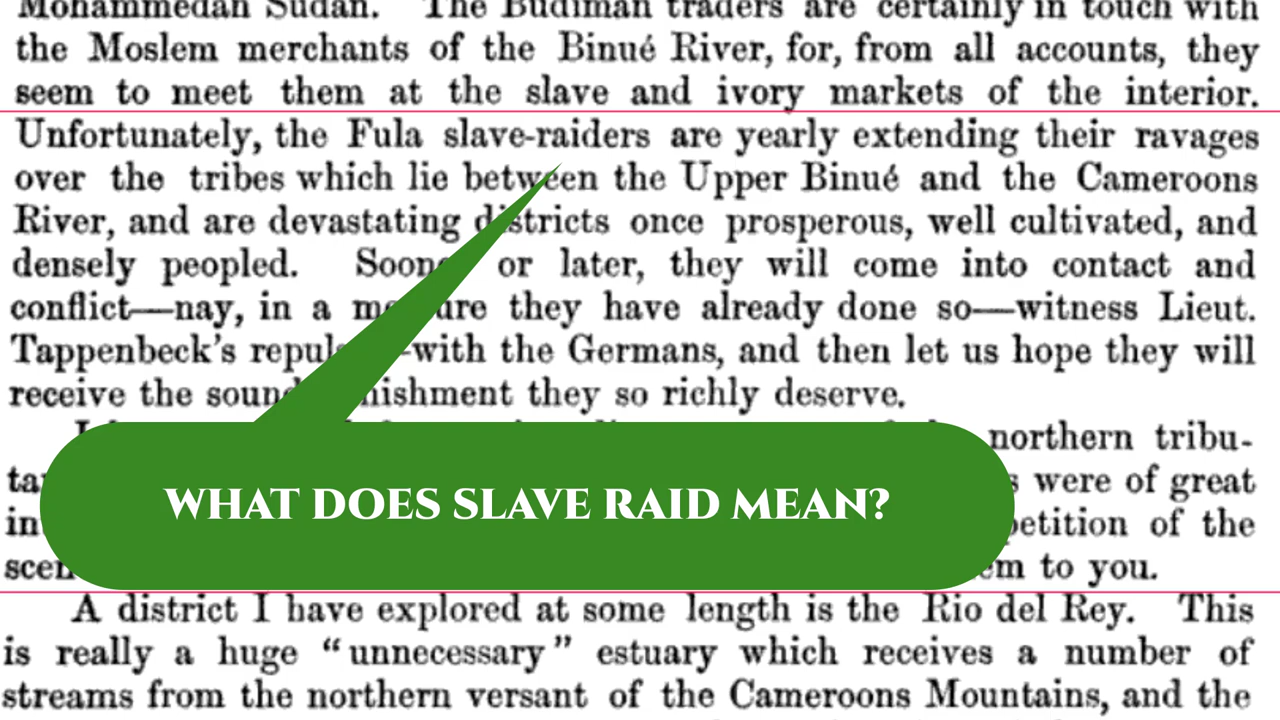 Mohammedan Sudan. The Budiman traders are certainly in touch with
the Moslem merchants of the Binué River, for, from all accounts, they
seem to meet them at the slave and ivory markets of the interior.
Unfortunately, the Fula slave-raiders are yearly extending their ravages
over the tribes which lie between the Upper Binué and the Cameroons
River, and are devastating districts once prosperous, well cultivated, and
densely peopled. or later, they will come into contact and
conflict—nay, in a they have already done so—witness Lieut.
Tappenbeck's with the Germans, and then let us hope they will
receive the they so richly deserve.
northern tribu-
were of great
of the
to you.
WHAT DOES SLAVE RAID MEAN?
A district I have explored at some length is the Rio del Rey. This
is really a huge "unnecessary" estuary which receives a number of
streams from the northern versant of the Cameroons Mountains, and the